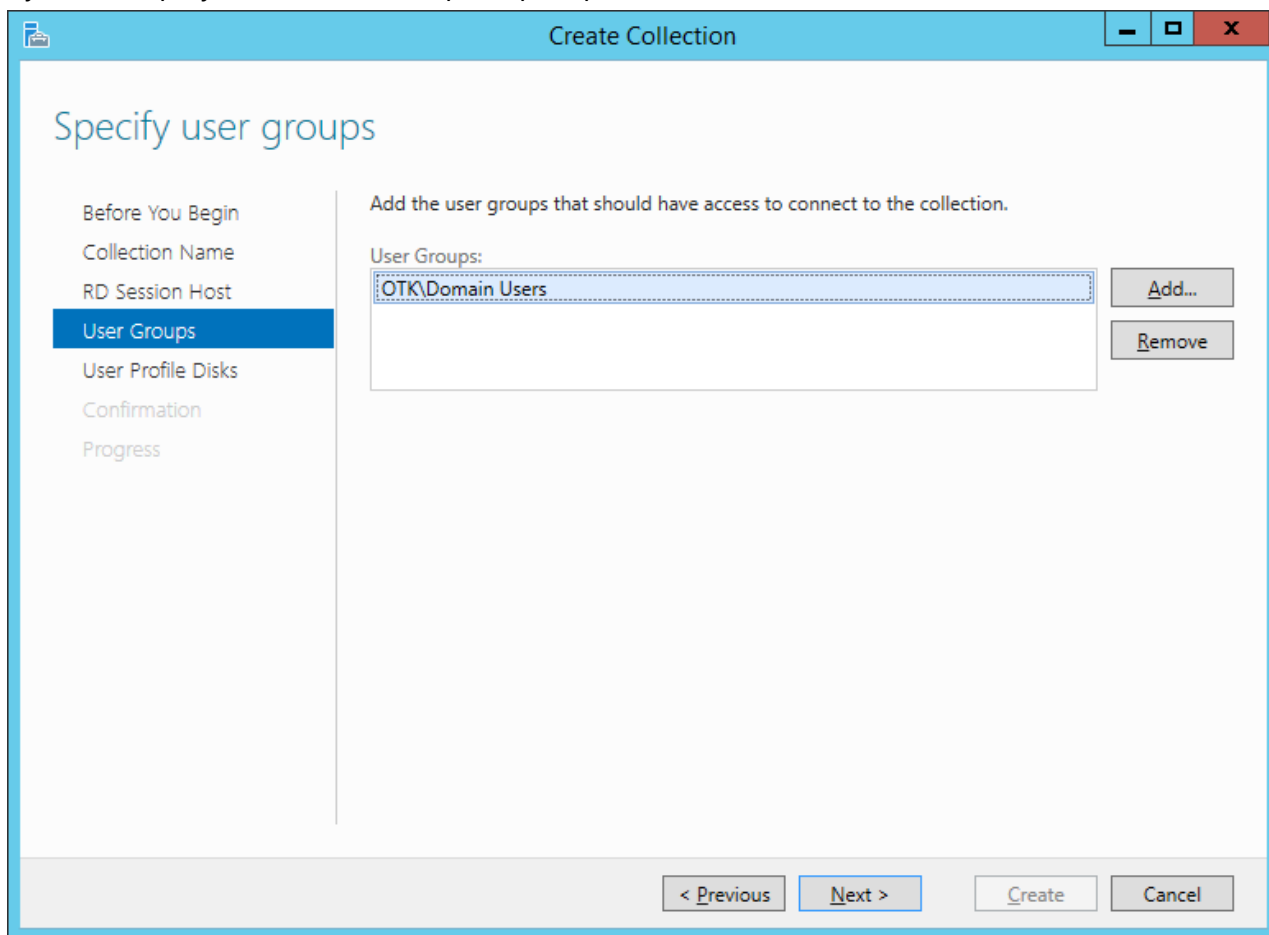 Create Collection
Specify user groups
Before You Begin
Collection Name
RD Session Host
User Groups
User Profile Disks
Confirmation
Progress
Add the user groups that should have access to connect to the collection.
User Groups:
OTK\Domain Users
Add...
Remove
< Previous
Next >
Create
Cancel